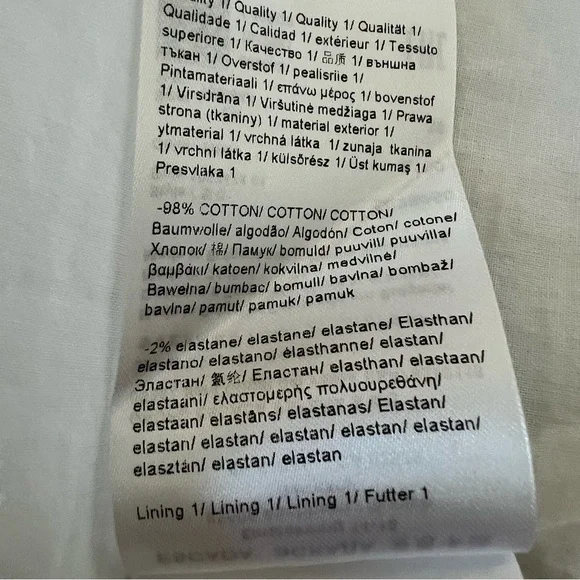 Quality 1/ Quality 1/ Qualität 1/
Qualidade 1/ Calidad 1/ extérieur 1/ Tessuto
superiore 1/ Качество 1/ 品质 1/ външна
тъкан 1/ Overstof 1/ pealisriie 1/
Pintamateriaali 1/ επάνω μέρος 1/ bovenstof
1/ Virsdrāna 1/ Viršutinė medžiaga 1/ Prawa
strona (tkaniny) 1/ material exterior 1/
ytmaterial 1/ vrchná látka 1/ zunaja tkanina
1/ vrchní látka 1/ külsőrész 1/ Üst kumaş 1/
Presvlaka 1
-98% COTTON/ COTTON/ COTTON/
Baumwolle/ algodão/ Algodón/ Coton/ cotone/
Хлопок/ 棉/ Памук/ bomuld/ puuvill/ puuvilla/
βαμβάκι/ katoen/ kokvilna/ medvilnė/
Bawełna/ bumbac/ bomull/ bavlna/ bombaž/
bavlna/ pamut/ pamuk/ pamuk
-2% elastane/ elastane/ elastane/ Elasthan/
elastano/ elastano/ élasthanne/ elastan/
Эластан/ 氨纶/ Еластан/ elasthan/ elastaan/
elastaani/ ελαστομερής πολυουρεθάνη/
elastaan/ elastāns/ elastanas/ Elastan/
elastan/ elastan/ elastan/ elastan/ elastan/
elasztán/ elastan/ elastan
Lining 1/ Lining 1/ Lining 1/ Futter 1